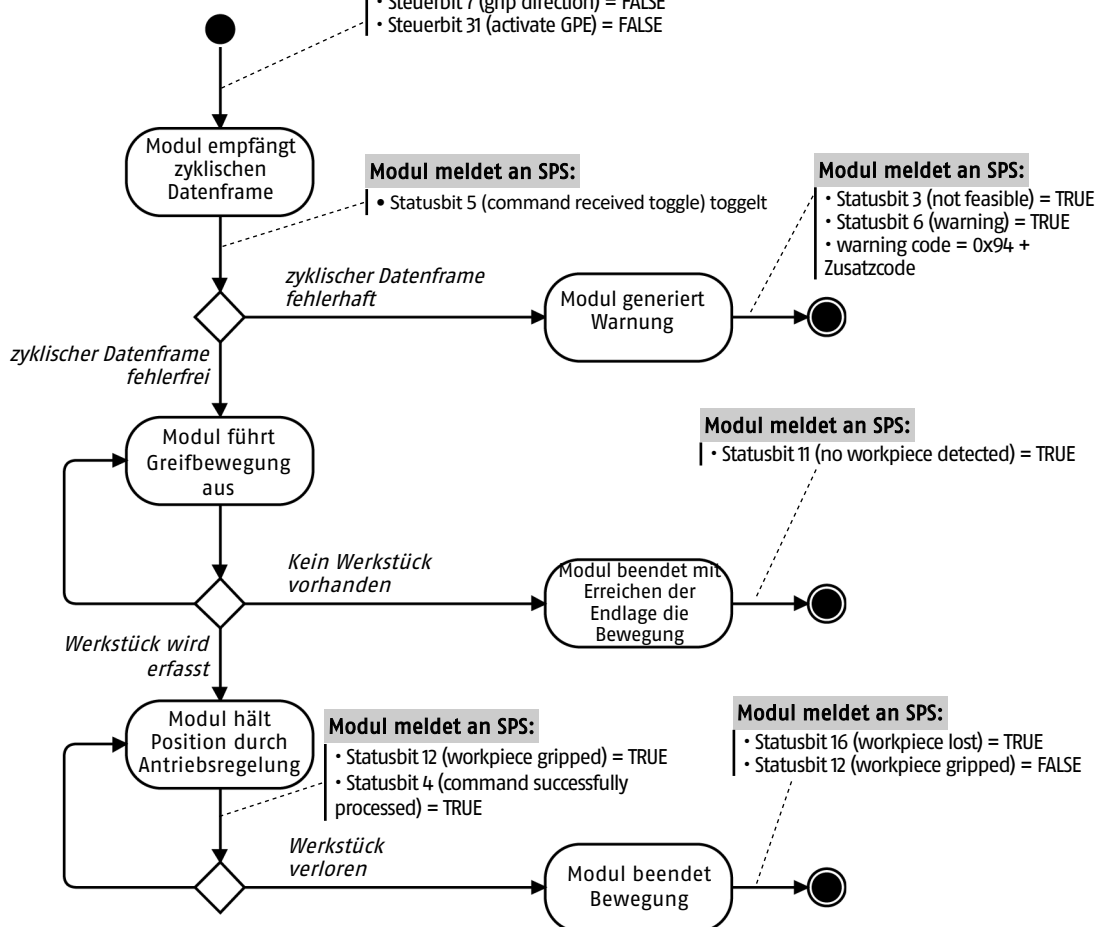 • Steuerbit 7 (grip direction) = FALSE
• Steuerbit 31 (activate GPE) = FALSE
Modul empfängt
zyklischen
Datenframe
Modul meldet an SPS:
• Statusbit 5 (command received toggle) toggelt
Modul meldet an SPS:
• Statusbit 3 (not feasible) = TRUE
• Statusbit 6 (warning) = TRUE
• warning code = 0x94 +
Zusatzcode
zyklischer Datenframe
fehlerhaft
Modul generiert
Warnung
zyklischer Datenframe
fehlerfrei
Modul führt
Greifbewegung
aus
Modul meldet an SPS:
• Statusbit 11 (no workpiece detected) = TRUE
Kein Werkstück
vorhanden
Modul beendet mit
Erreichen der
Endlage die
Bewegung
Werkstück wird
erfasst
Modul hält
Position durch
Antriebsregelung
Modul meldet an SPS:
• Statusbit 12 (workpiece gripped) = TRUE
• Statusbit 4 (command successfully
processed) = TRUE
Modul meldet an SPS:
• Statusbit 16 (workpiece lost) = TRUE
• Statusbit 12 (workpiece gripped) = FALSE
Werkstück
verloren
Modul beendet
Bewegung